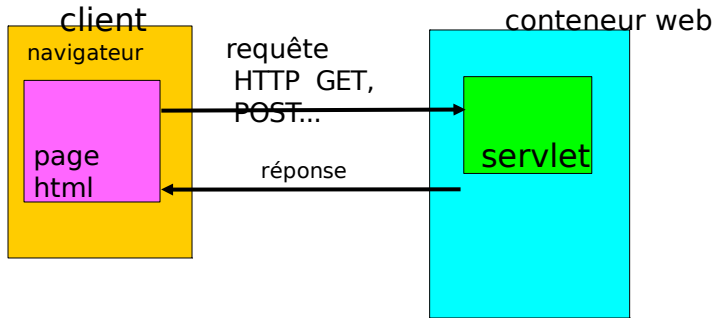 client
navigateur
page
html
requête
HTTP GET,
POST...
réponse
conteneur web
servlet